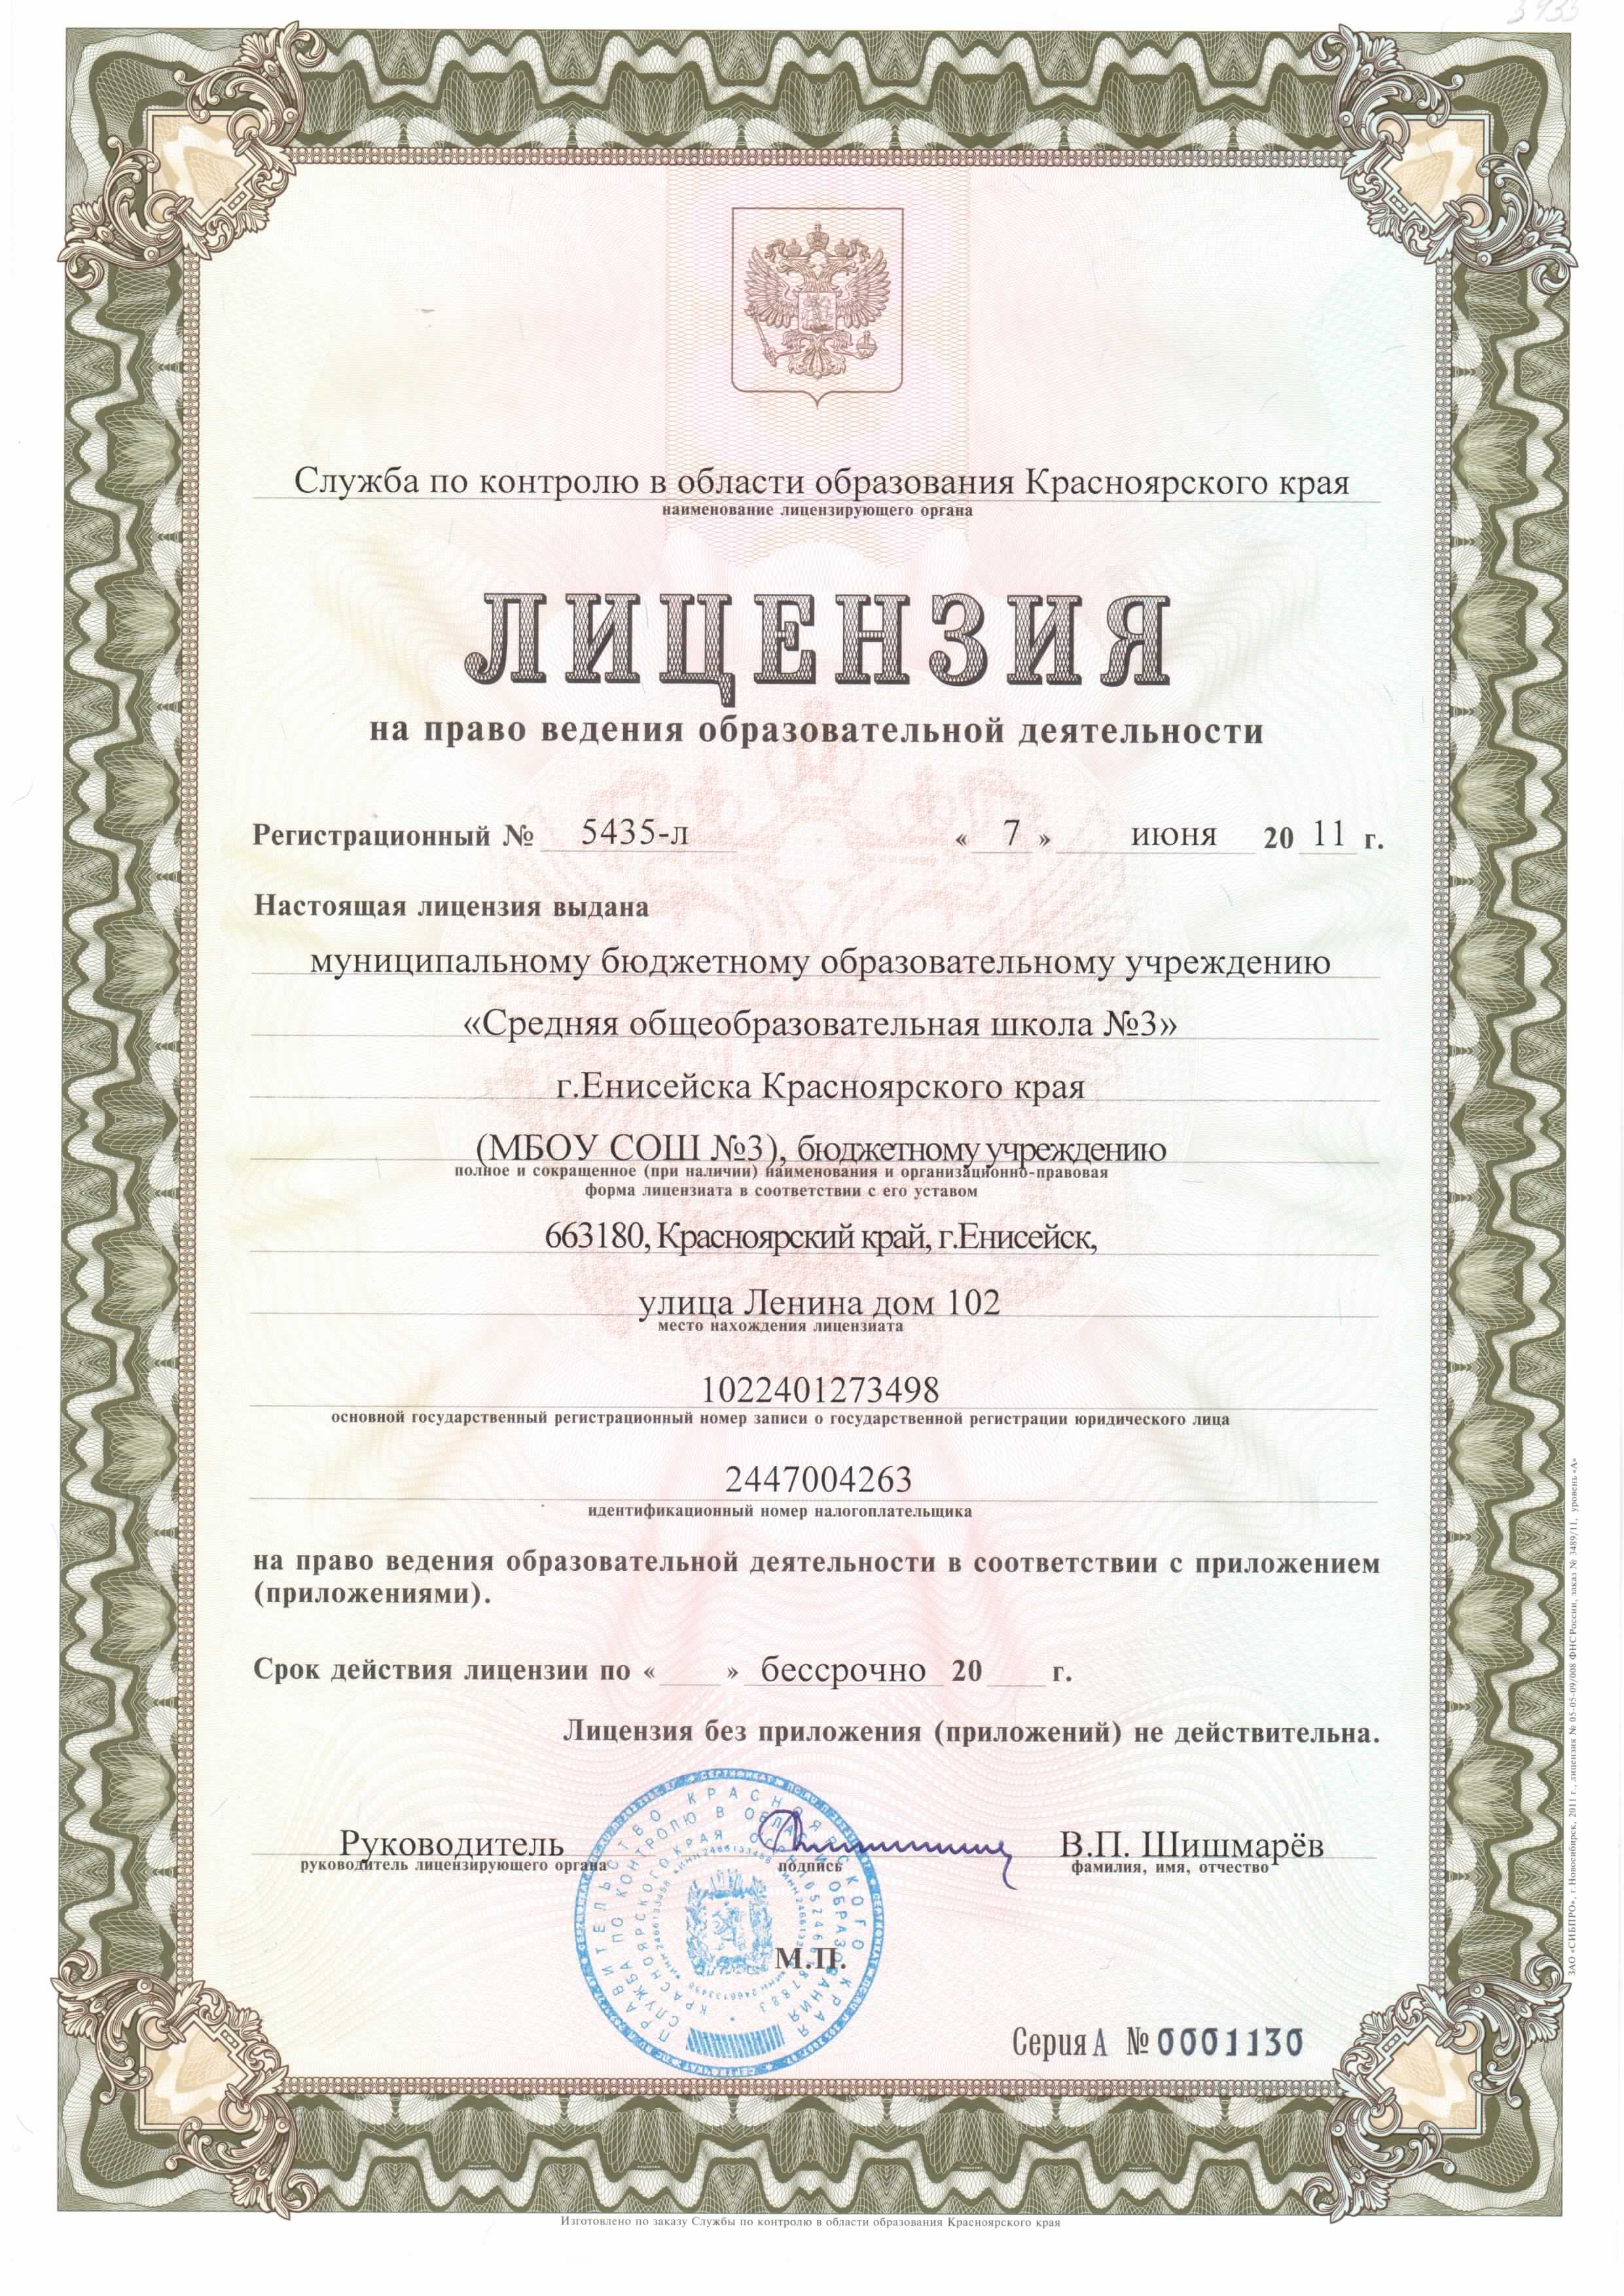 Служба по контролю в области образования Красноярского края
наименование лицензирующего органа
ЛИЦЕНЗИЯ
на право ведения образовательной деятельности
Регистрационный № 5435-л « 7 » июня 20 11 г.
Настоящая лицензия выдана
муниципальному бюджетному образовательному учреждению
«Средняя общеобразовательная школа №3»
г.Енисейска Красноярского края
(МБОУ СОШ №3), бюджетному учреждению
полное и сокращенное (при наличии) наименования и организационно-правовая
форма лицензиата в соответствии с его уставом
663180, Красноярский край, г.Енисейск,
улица Ленина дом 102
место нахождения лицензиата
1022401273498
основной государственный регистрационный номер записи о государственной регистрации юридического лица
2447004263
идентификационный номер налогоплательщика
на право ведения образовательной деятельности в соответствии с приложением
(приложениями).
Срок действия лицензии по « » бессрочно 20 г.
Лицензия без приложения (приложений) не действительна.
Руководитель В.П. Шишмарёв
руководитель лицензирующего органа подпись фамилия, имя, отчество
М.П.
Серия А № 0001130
Изготовлено по заказу Службы по контролю в области образования Красноярского края
ЗАО «СИБПРО», г. Новосибирск, 2011 г., лицензия № 05-05-09/008 ФНС России, заказ № 3489/11, уровень «А»